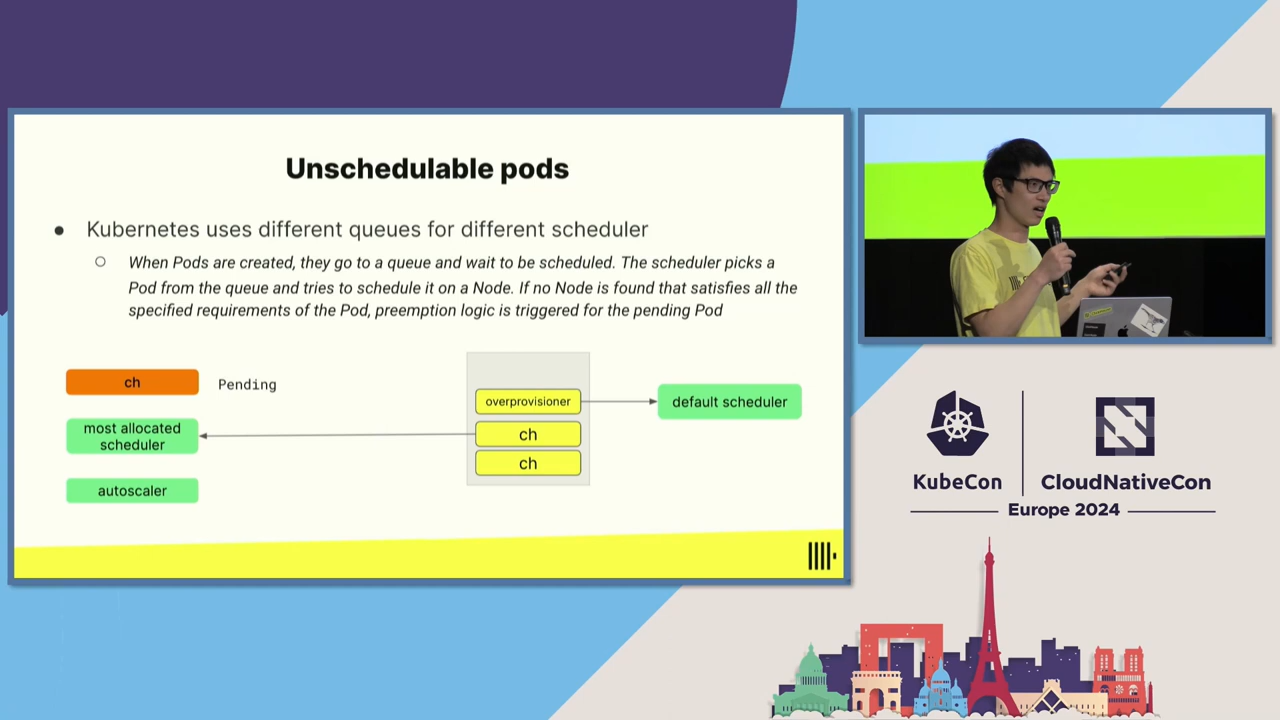 Unschedulable pods
Kubernetes uses different queues for different scheduler
When Pods are created, they go to a queue and wait to be scheduled. The scheduler picks a
Pod from the queue and tries to schedule it on a Node. If no Node is found that satisfies all the
specified requirements of the Pod, preemption logic is triggered for the pending Pod
ch
Pending
most allocated
scheduler
autoscaler
overprovisioner
ch
ch
default scheduler
KubeCon
CloudNativeCon
Europe 2024